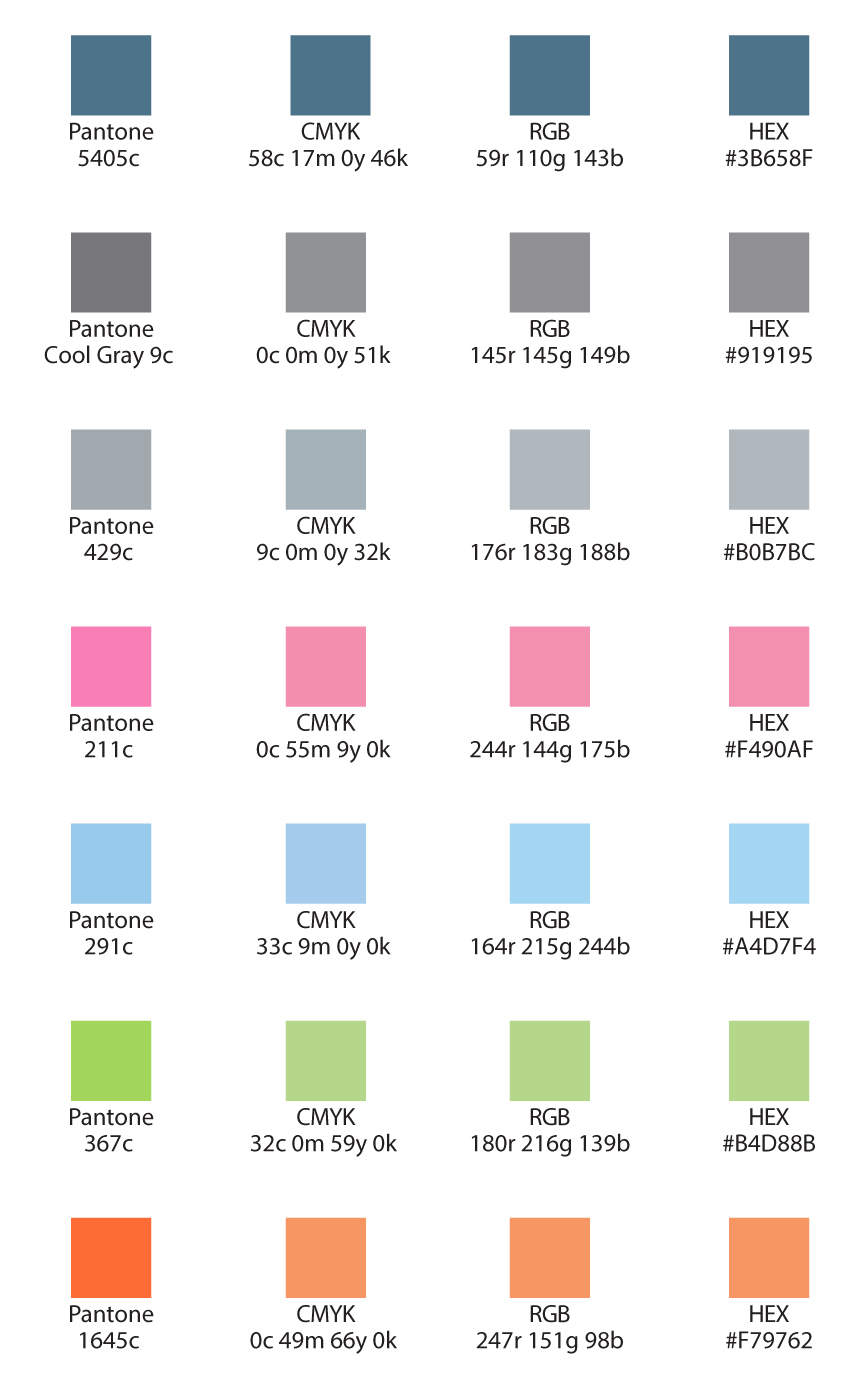 Pantone
5405c
CMYK
58c 17m 0y 46k
RGB
59r 110g 143b
HEX
#3B658F
Pantone
Cool Gray 9c
CMYK
0c 0m 0y 51k
RGB
145r 145g 149b
HEX
#919195
Pantone
429c
CMYK
9c 0m 0y 32k
RGB
176r 183g 188b
HEX
#B0B7BC
Pantone
211c
CMYK
0c 55m 9y 0k
RGB
244r 144g 175b
HEX
#F490AF
Pantone
291c
CMYK
33c 9m 0y 0k
RGB
164r 215g 244b
HEX
#A4D7F4
Pantone
367c
CMYK
32c 0m 59y 0k
RGB
180r 216g 139b
HEX
#B4D88B
Pantone
1645c
CMYK
0c 49m 66y 0k
RGB
247r 151g 98b
HEX
#F79762